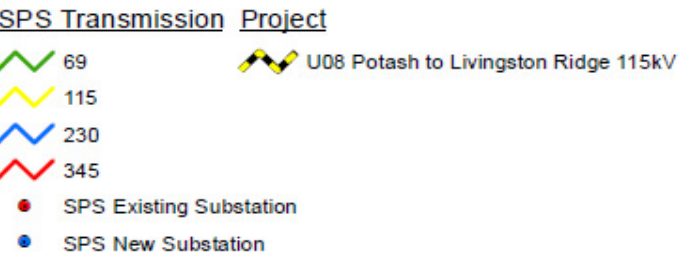 SPS Transmission Project
69 U08 Potash to Livingston Ridge 115kV
115
230
345
SPS Existing Substation
SPS New Substation